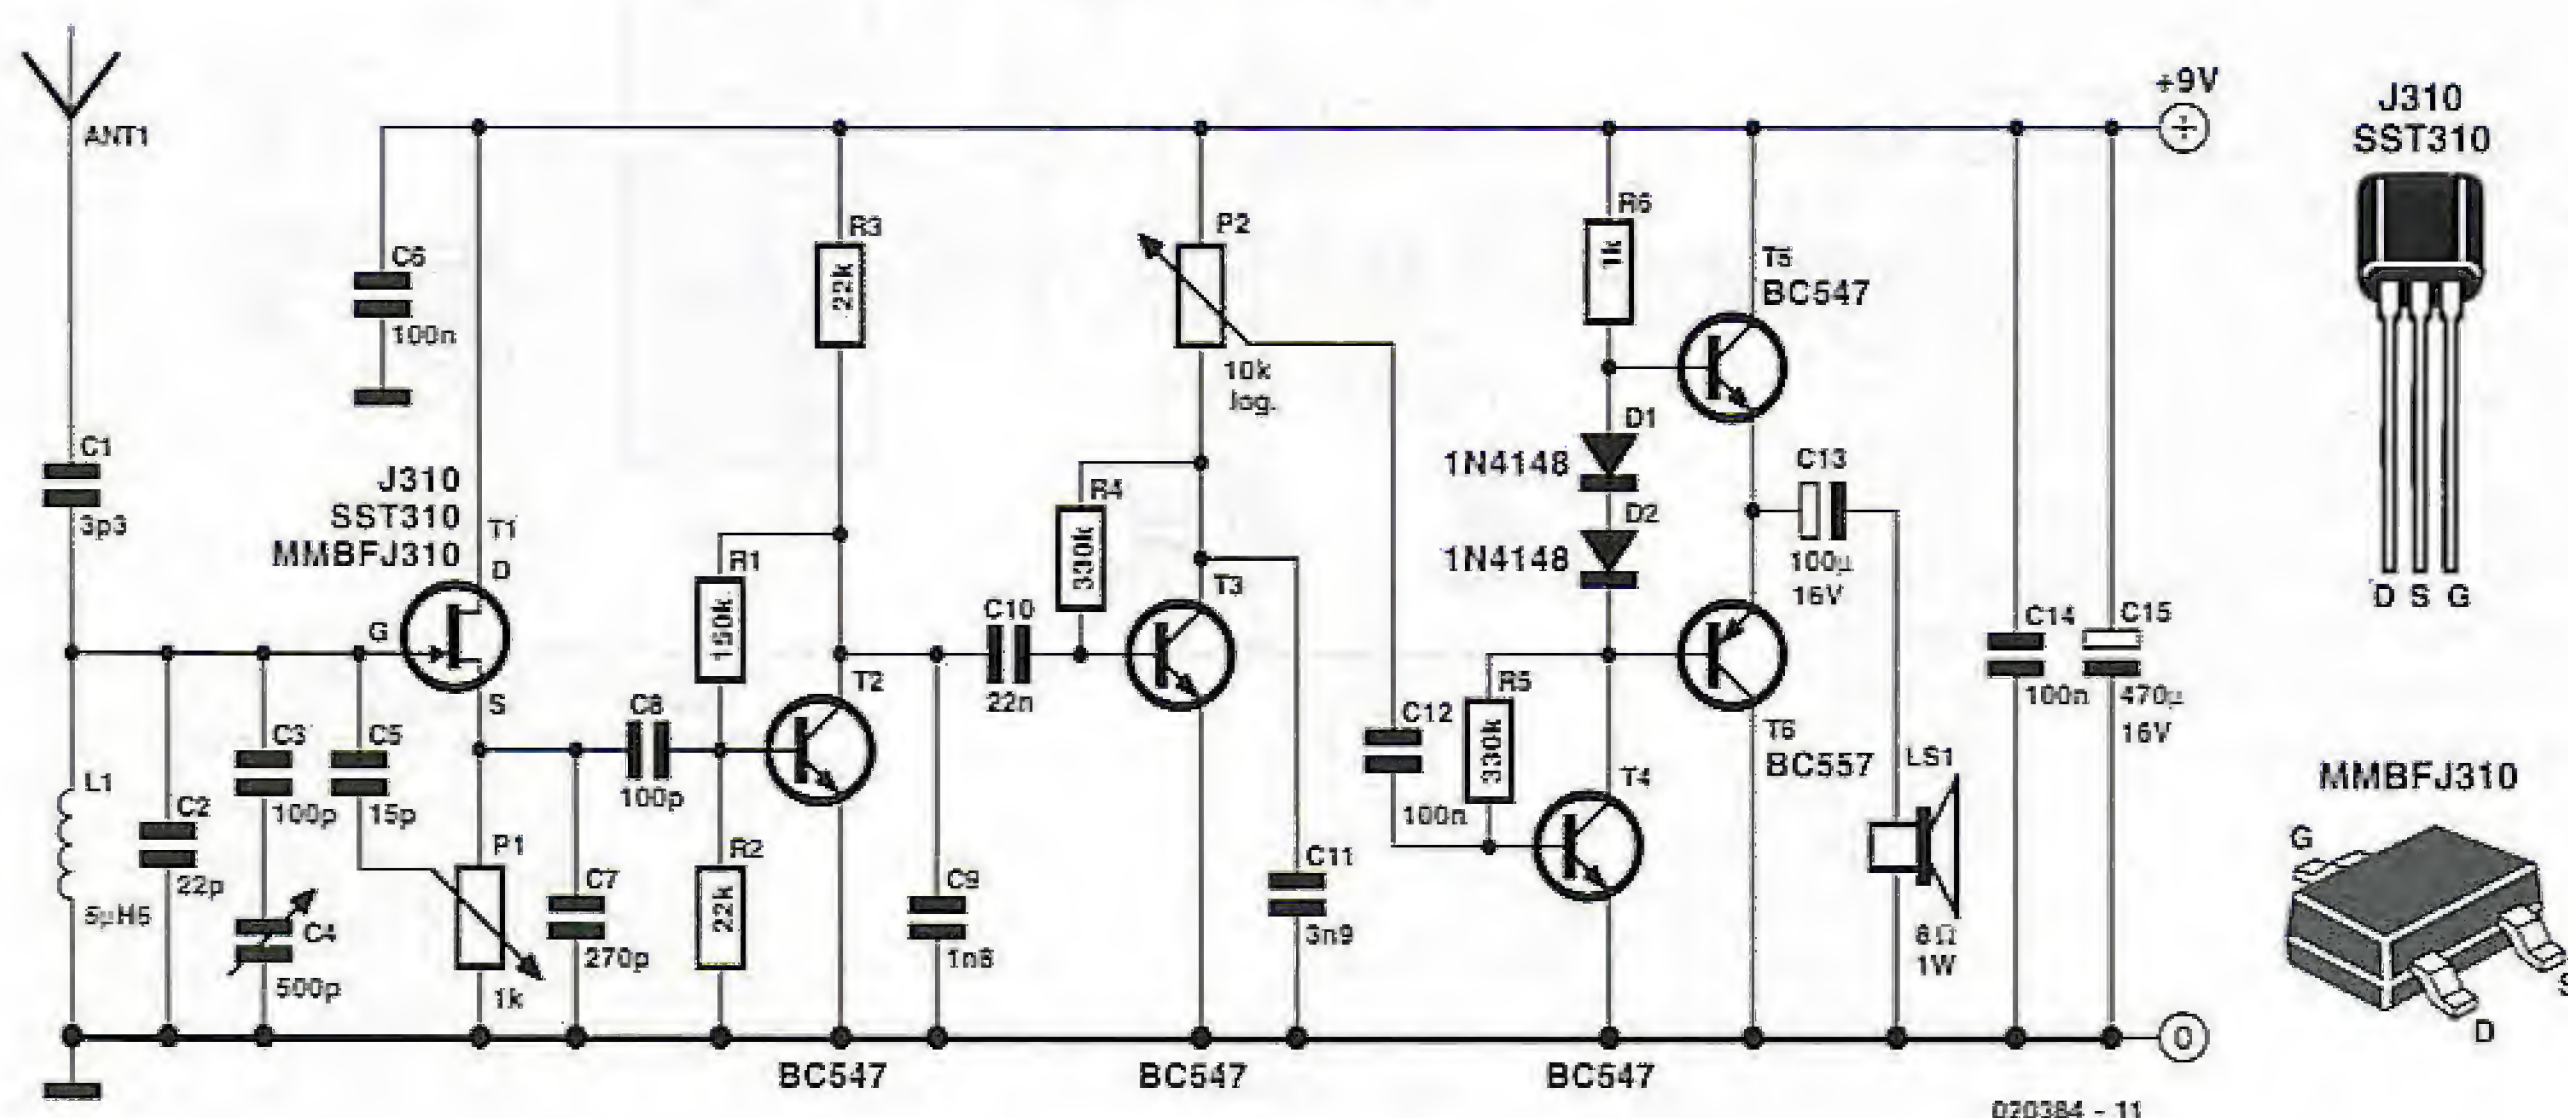 ANT1
C1
3p3
L1
5µH6
C2
22p
C3
100p
C4
500p
C5
15p
C6
100n
J310
SST310
MMBFJ310
T1
D
G
S
P1
1k
C7
270p
C8
100p
R1
150k
R2
22k
R3
22k
T2
BC547
C9
1n8
C10
22n
R4
330k
P2
10k
log.
T3
BC547
C11
3n9
C12
100n
R5
330k
R6
1k
D1
1N4148
D2
1N4148
T4
BC547
T5
BC547
T6
BC557
C13
100µ
16V
LS1
8Ω
1W
C14
100n
C15
470µ
16V
+9V
+
0
J310
SST310
D S G
MMBFJ310
G
S
D
020384 - 11